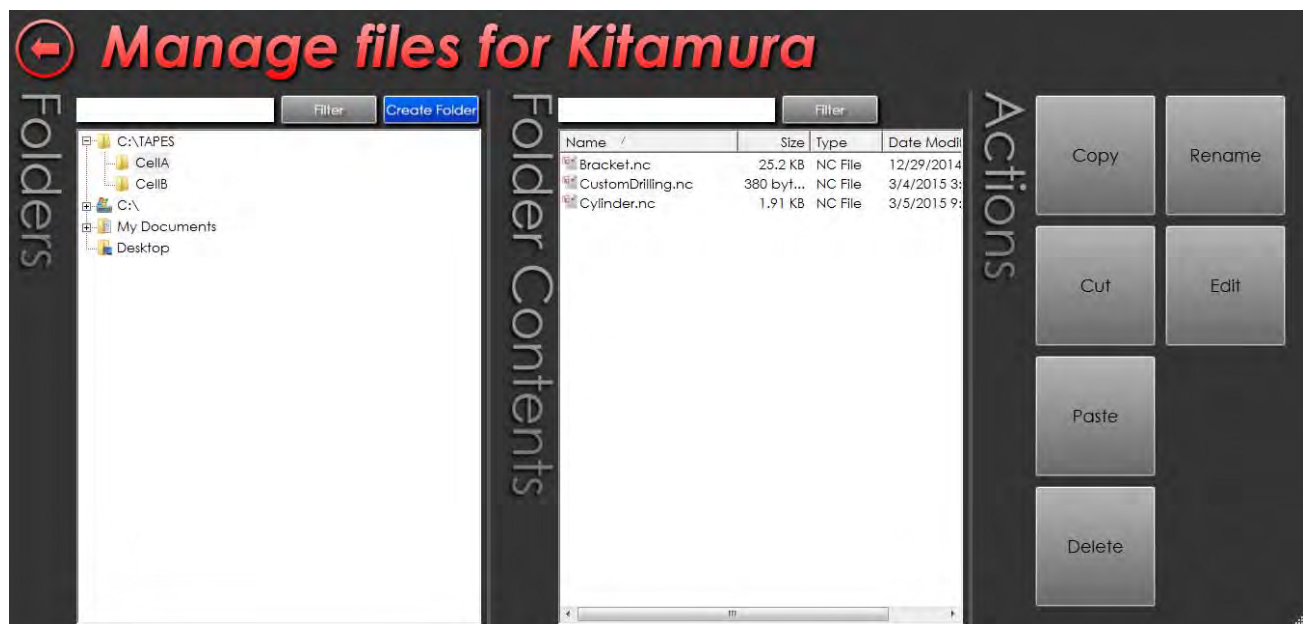 Manage files for Kitamura
Folders
Filter
Create Folder
C:\TAPES
CellA
CellB
C:\
My Documents
Desktop
Folder Contents
Filter
Name Size Type Date Modi
Bracket.nc 25.2 KB NC File 12/29/2014
CustomDrilling.nc 380 byt... NC File 3/4/2015 3:
Cylinder.nc 1.91 KB NC File 3/5/2015 9:
Actions
Copy
Rename
Cut
Edit
Paste
Delete